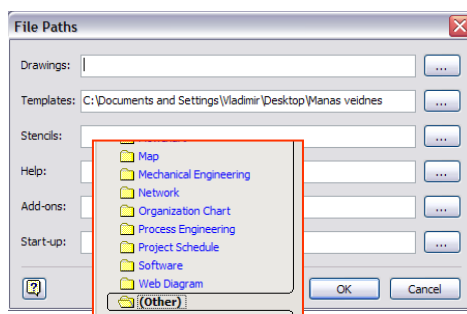 File Paths
Drawings:
...
Templates: C:\Documents and Settings\Vladimir\Desktop\Manas veidnes
...
Stencils:
...
Help:
...
Add-ons:
...
Start-up:
...
Map
Mechanical Engineering
Network
Organization Chart
Process Engineering
Project Schedule
Software
Web Diagram
(Other)
?
OK
Cancel